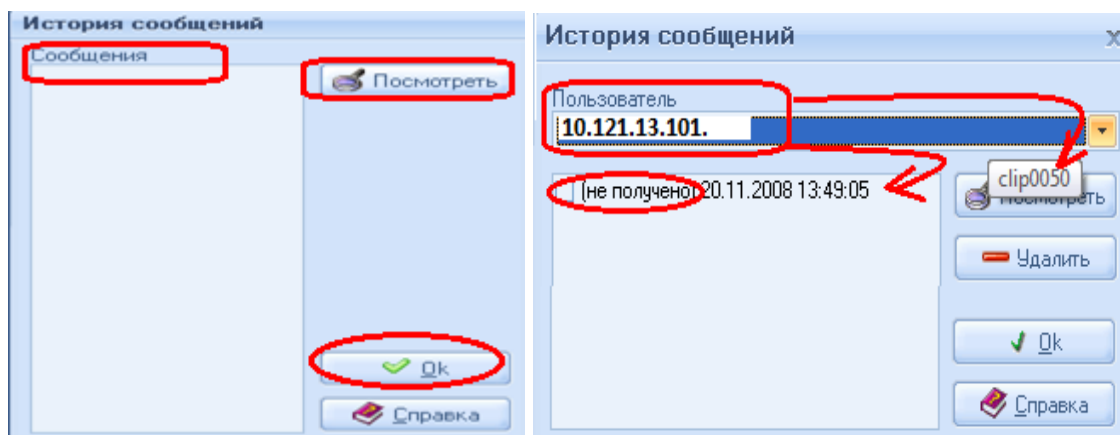 История сообщений
Сообщения
Посмотреть
Ok
Справка
История сообщений
Пользователь
10.121.13.101.
(не получено) 20.11.2008 13:49:05
clip0050
Посмотреть
Удалить
Ok
Справка